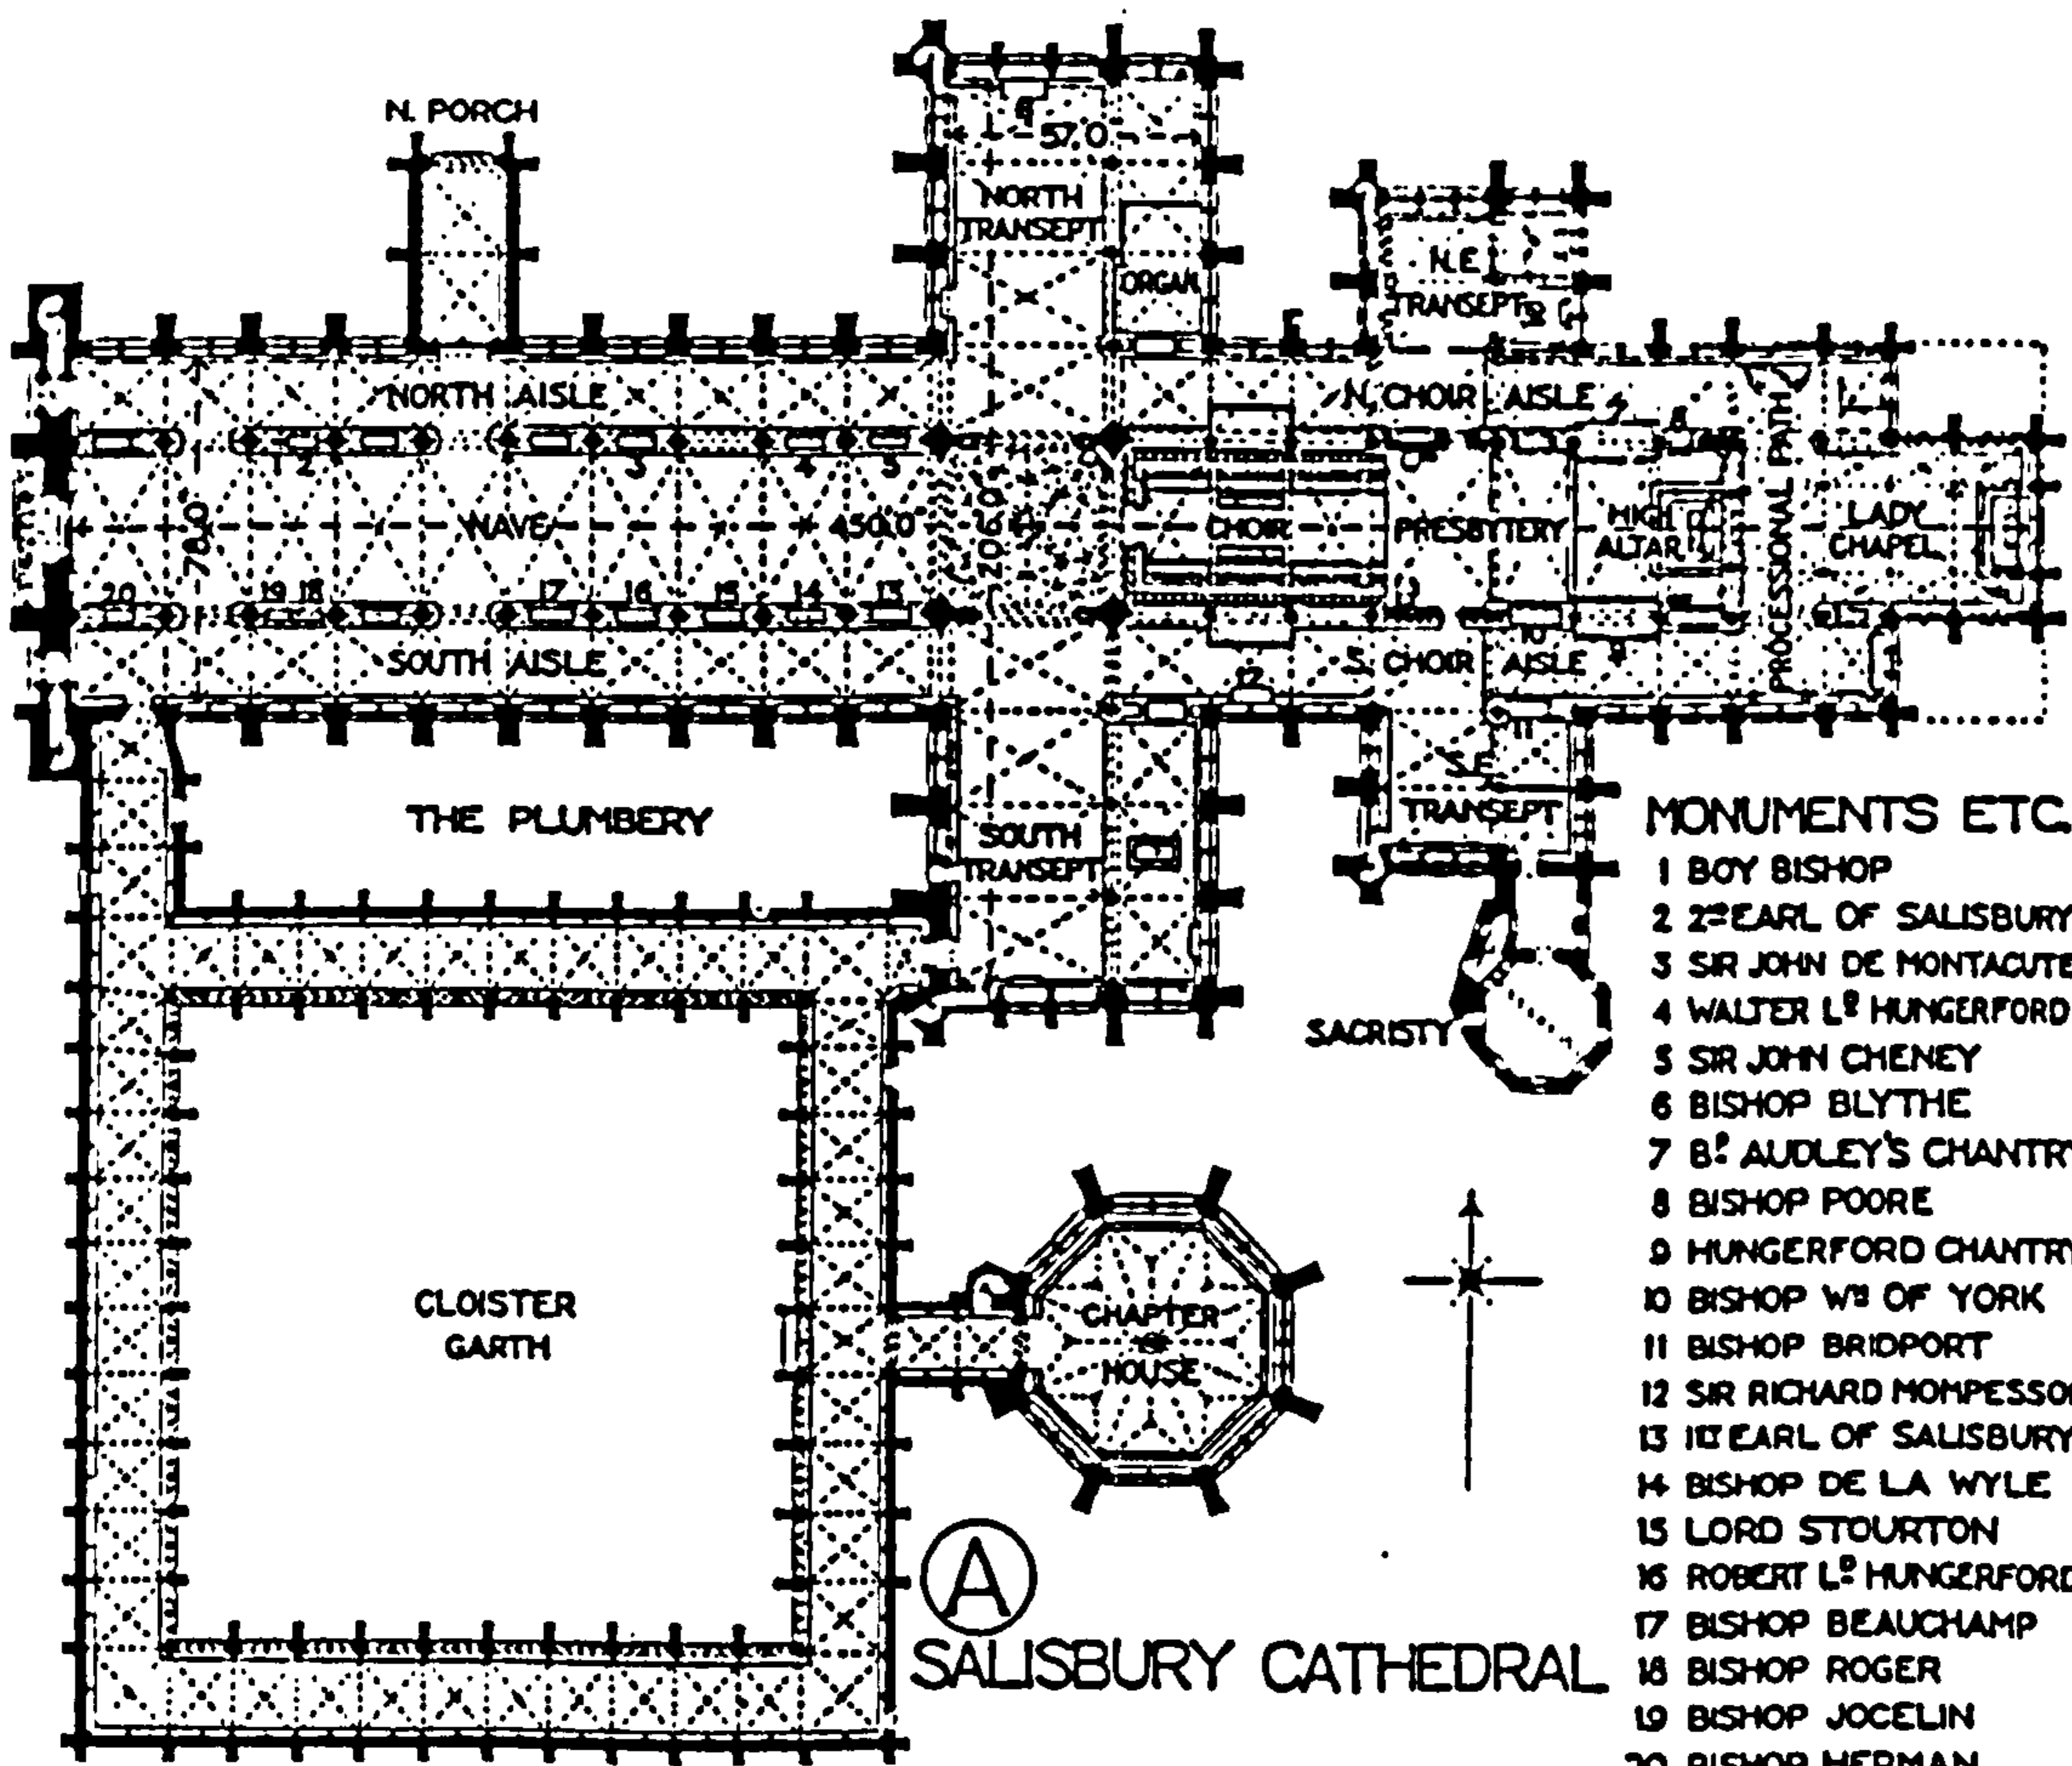 N. PORCH
57.0
NORTH
TRANSEPT
ORGAN
N.E.
TRANSEPT
NORTH AISLE
N. CHOIR AISLE
1 2 3 4 5
78.0
NAVE
450.0
206.0
CHOIR
PRESBYTERY
HIGH
ALTAR
PROCESSIONAL PATH
LADY
CHAPEL
20 19 18 17 16 15 14 13
SOUTH AISLE
S. CHOIR AISLE
10
9
12
11
THE PLUMBERY
SOUTH
TRANSEPT
S.E.
TRANSEPT
SACRISTY
CLOISTER
GARTH
CHAPTER
HOUSE
A
SALISBURY CATHEDRAL
MONUMENTS ETC.
1 BOY BISHOP
2 2ND EARL OF SALISBURY
3 SIR JOHN DE MONTACUTE
4 WALTER LD HUNGERFORD
5 SIR JOHN CHENEY
6 BISHOP BLYTHE
7 BP AUDLEY'S CHANTRY
8 BISHOP POORE
9 HUNGERFORD CHANTRY
10 BISHOP WM OF YORK
11 BISHOP BRIDPORT
12 SIR RICHARD MOMPESSON
13 1ST EARL OF SALISBURY
14 BISHOP DE LA WYLE
15 LORD STOURTON
16 ROBERT LD HUNGERFORD
17 BISHOP BEAUCHAMP
18 BISHOP ROGER
19 BISHOP JOCELIN
20 BISHOP HERMAN